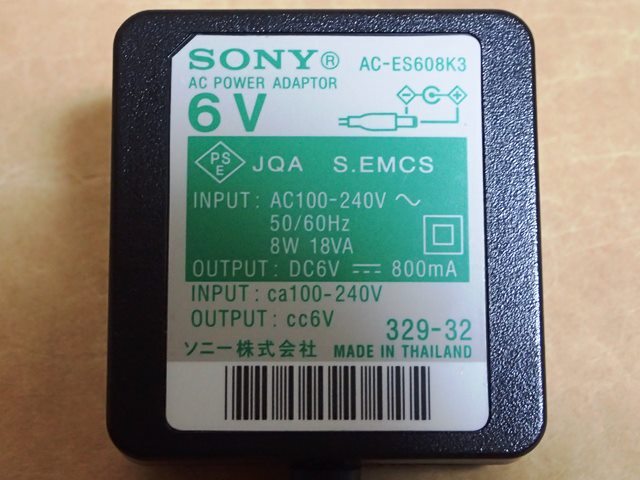 SONY® AC-ES608K3
AC POWER ADAPTOR
6V
PSE JQA S.EMCS
INPUT: AC100-240V ~
50/60Hz
8W 18VA
OUTPUT: DC6V ⎓ 800mA
INPUT: ca100-240V
OUTPUT: cc6V
329-32
ソニー株式会社 MADE IN THAILAND